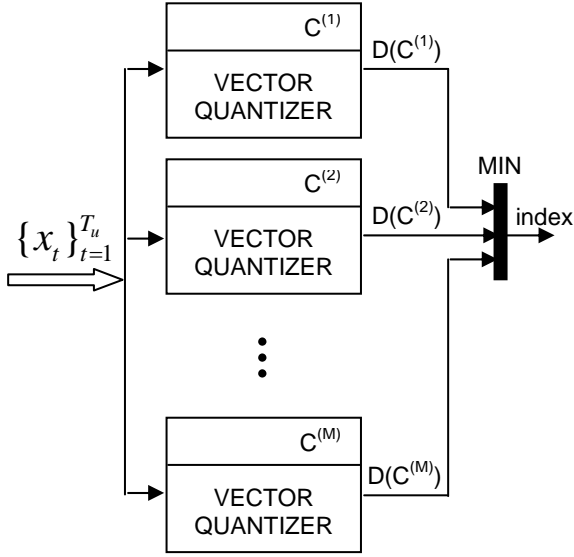 C^(1)
D(C^(1))
VECTOR
QUANTIZER
MIN
C^(2)
D(C^(2))
index
{x_t}_{t=1}^{T_u}
VECTOR
QUANTIZER
C^(M)
D(C^(M))
VECTOR
QUANTIZER